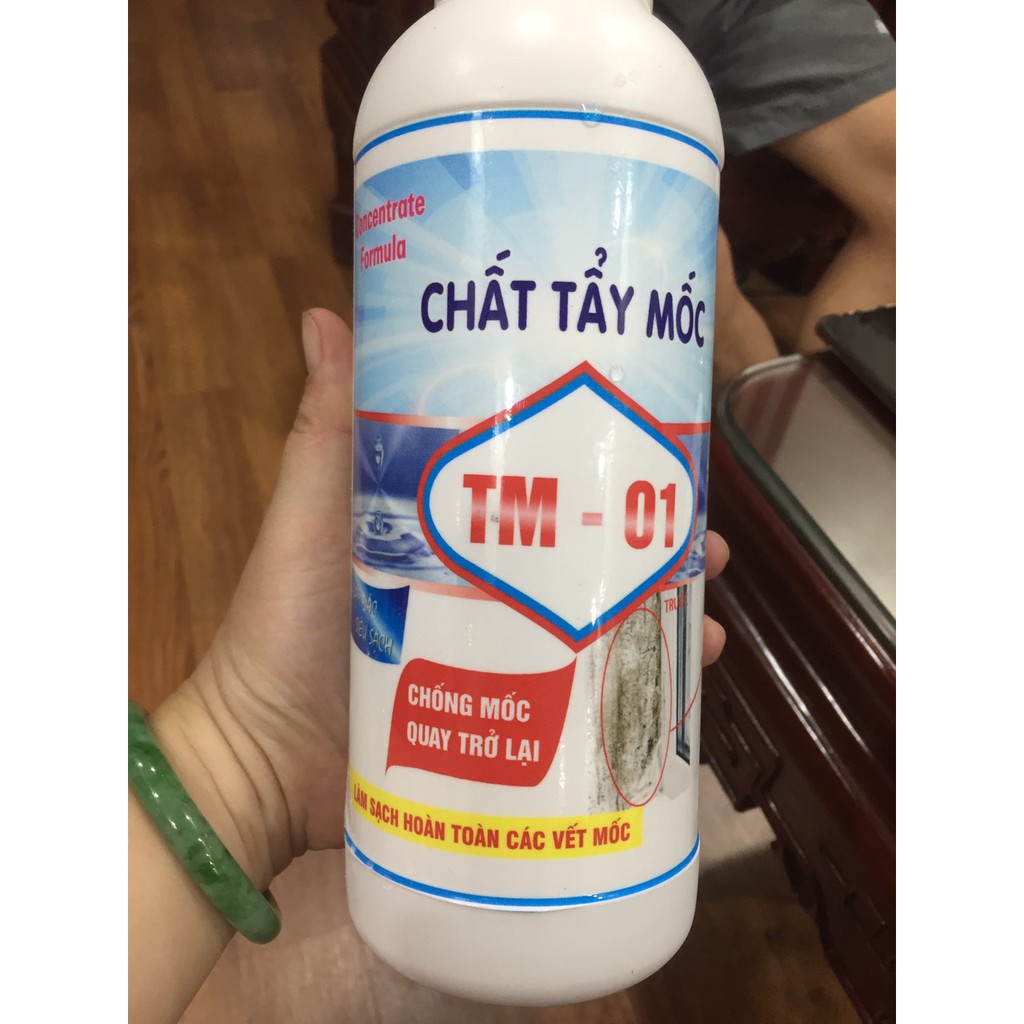 Concentrate
Formula
CHẤT TẨY MỐC
TM - 01
SẠCH
CHỐNG MỐC
QUAY TRỞ LẠI
LÀM SẠCH HOÀN TOÀN CÁC VẾT MỐC